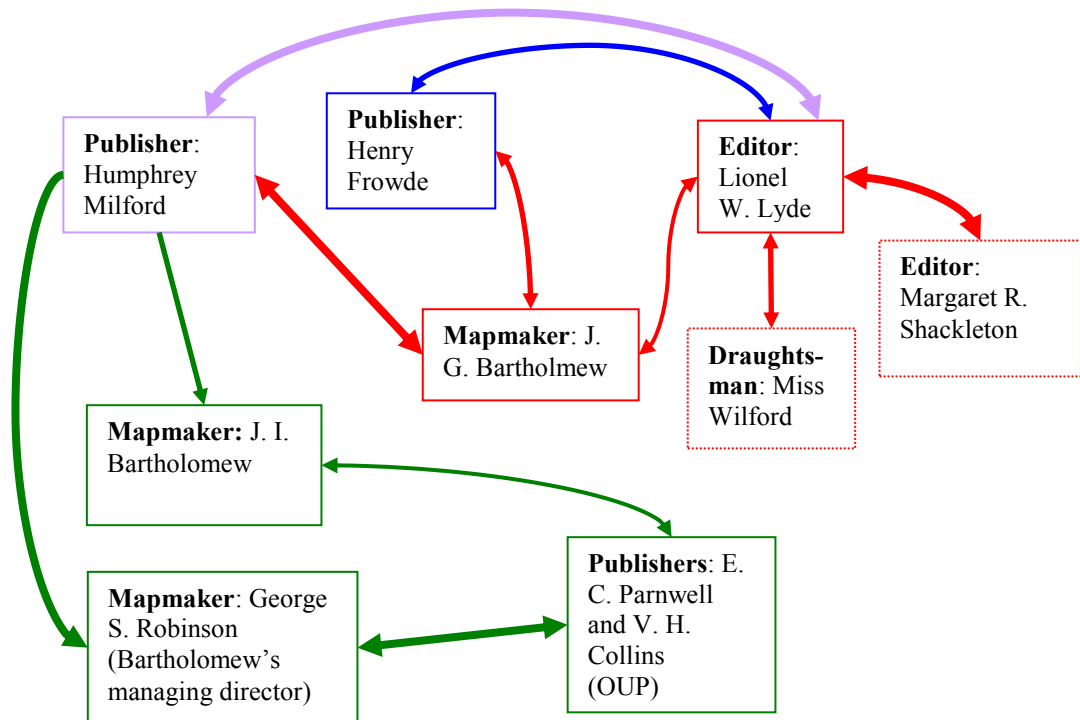 Publisher:
Humphrey
Milford
Publisher:
Henry
Frowde
Editor:
Lionel
W. Lyde
Editor:
Margaret R.
Shackleton
Mapmaker: J.
G. Bartholmew
Draughts-
man: Miss
Wilford
Mapmaker: J. I.
Bartholomew
Publishers: E.
C. Parnwell
and V. H.
Collins
(OUP)
Mapmaker: George
S. Robinson
(Bartholomew’s
managing director)